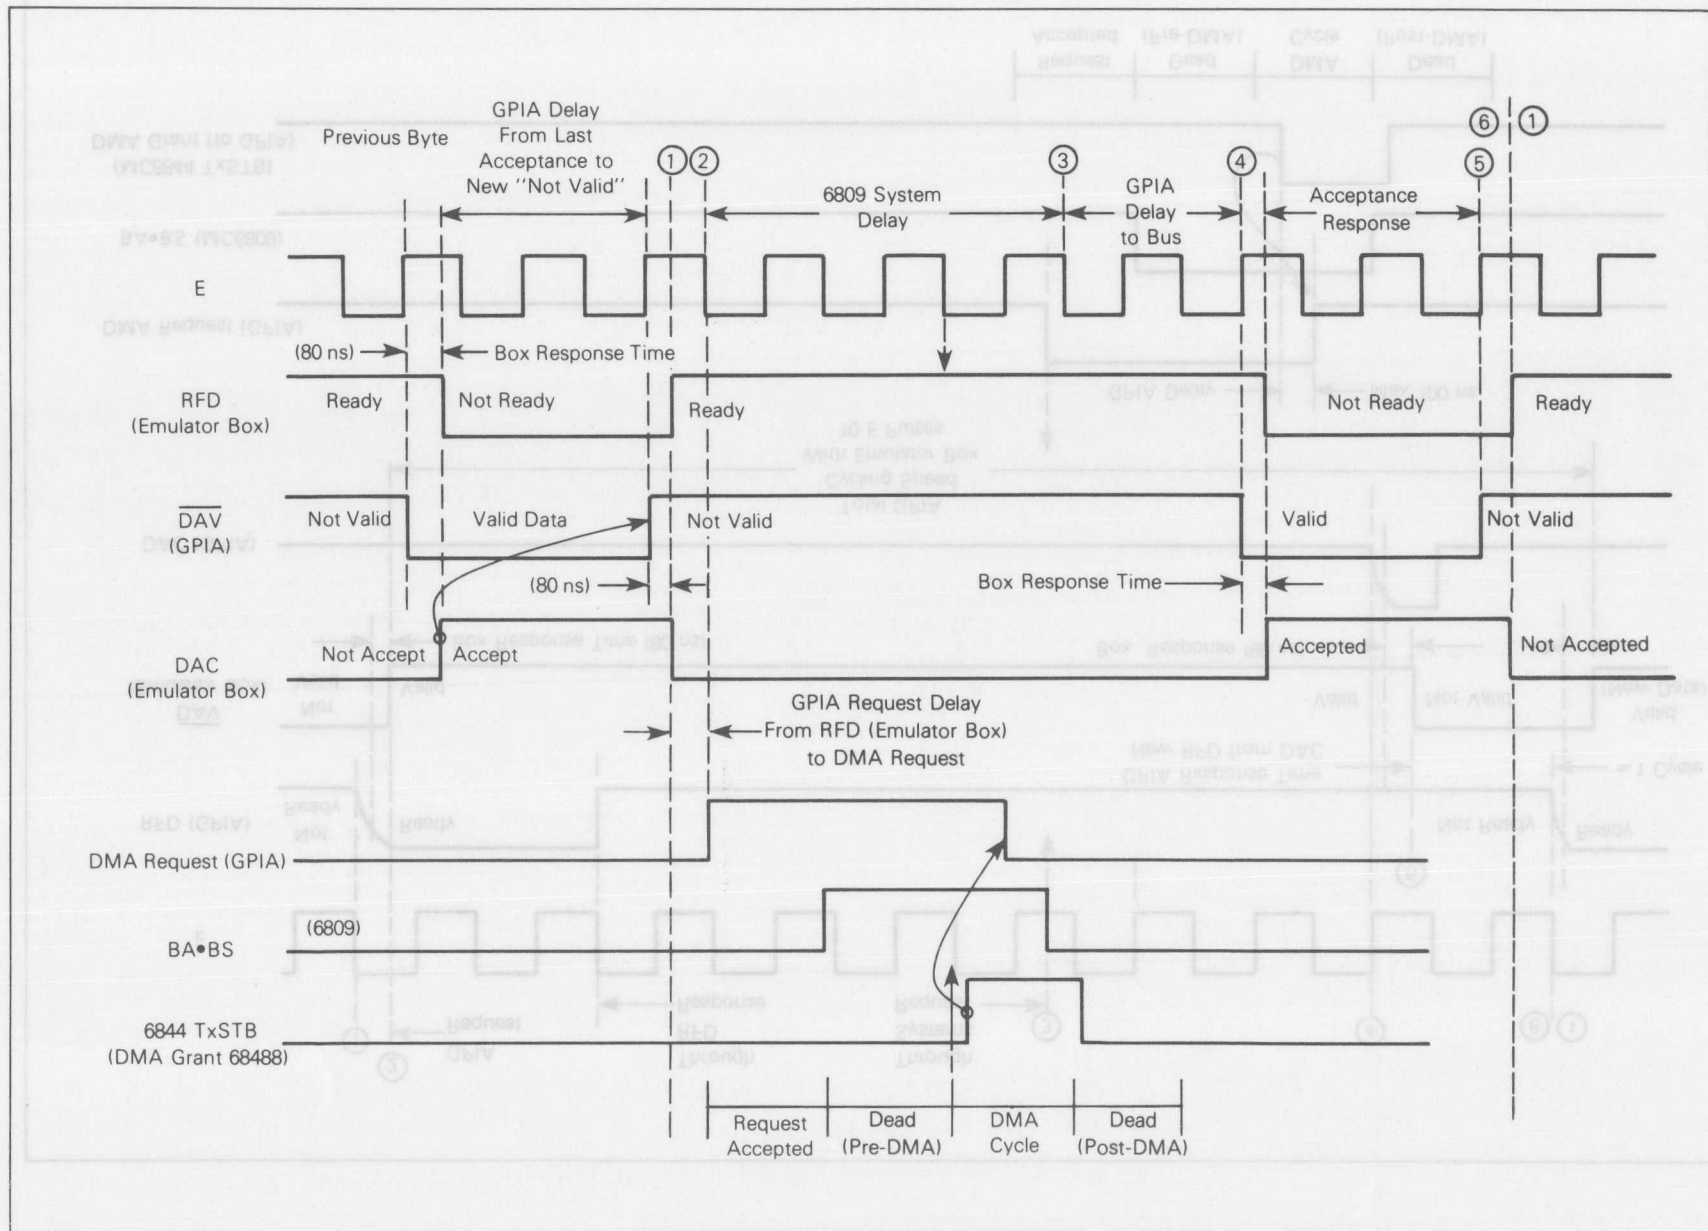 Previous Byte
GPIA Delay
From Last
Acceptance to
New "Not Valid"
① ②
6809 System
Delay
③
GPIA
Delay
to Bus
④
Acceptance
Response
⑥ ①
⑤
E
(80 ns)
Box Response Time
RFD
(Emulator Box)
Ready
Not Ready
Ready
Not Ready
Ready
DAV
(GPIA)
Not Valid
Valid Data
Not Valid
Valid
Not Valid
(80 ns)
Box Response Time
DAC
(Emulator Box)
Not Accept
Accept
Accepted
Not Accepted
GPIA Request Delay
From RFD (Emulator Box)
to DMA Request
DMA Request (GPIA)
(6809)
BA•BS
6844 TxSTB
(DMA Grant 68488)
Request
Accepted
Dead
(Pre-DMA)
DMA
Cycle
Dead
(Post-DMA)